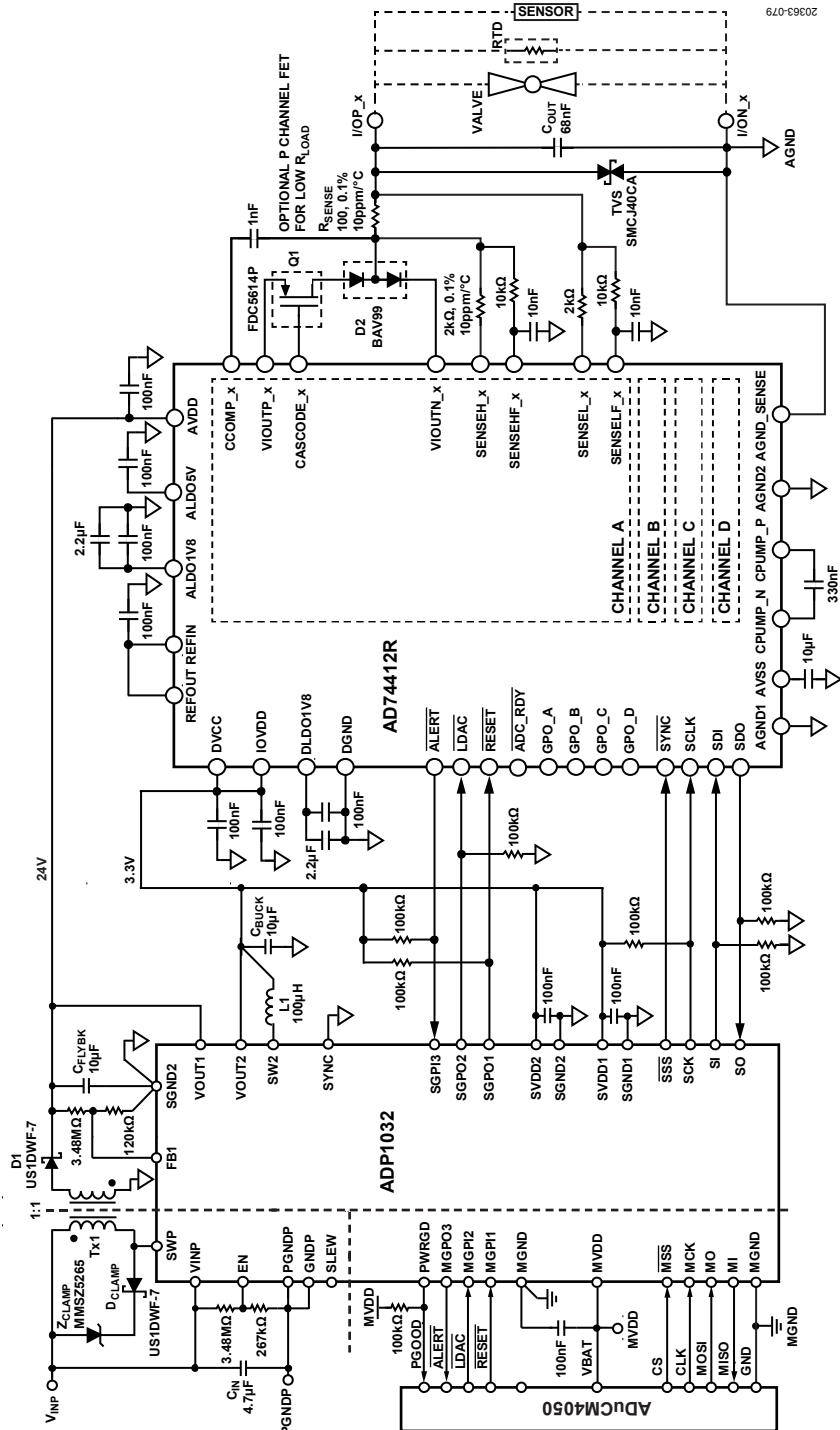 20363-079
SENSOR
RTD
VALVE
I/OP_x
I/ON_x
C_OUT
68nF
AGND
TVS
SMCJ40CA
OPTIONAL P CHANNEL FET
FOR LOW R_LOAD
R_SENSE
100, 0.1%
10ppm/°C
1nF
Q1
FDC5614P
D2
BAV99
2kΩ, 0.1%
10ppm/°C
10kΩ
10nF
2kΩ
10kΩ
10nF
CCOMP_x
VIOUTP_x
CASCODE_x
VIOUTN_x
SENSEH_x
SENSEHF_x
SENSEL_x
SENSELF_x
100nF
100nF
2.2µF
100nF
100nF
AVDD
ALDO5V
ALDO1V8
REFIN
REFOUT
CHANNEL A
CHANNEL B
CHANNEL C
CHANNEL D
AD74412R
AGND_SENSE
AGND2
CPUMP_P
CPUMP_N
AVSS
AGND1
330nF
10µF
DVCC
IOVDD
DLDO1V8
DGND
ALERT
LDAC
RESET
ADC_RDY
GPO_A
GPO_B
GPO_C
GPO_D
SYNC
SCLK
SDI
SDO
24V
3.3V
100nF
100nF
2.2µF
100nF
100kΩ
C_BUCK
10µF
L1
100µH
100kΩ
100kΩ
100nF
100nF
100kΩ
100kΩ
100kΩ
C_FLYBK
10µF
3.48MΩ
120kΩ
D1
US1DWF-7
1:1
Tx1
SGND2
FB1
SWP
VOUT1
VOUT2
SW2
SYNC
SGPI3
SGPO2
SGPO1
SVDD2
SGND2
SVDD1
SGND1
SSS
SCK
SI
SO
ADP1032
Z_CLAMP
MMSZ5265
D_CLAMP
US1DWF-7
V_INP
VINP
EN
PGNDP
GNDP
SLEW
3.48MΩ
267kΩ
C_IN
4.7µF
PGNDP
PWRGD
MGPO3
MGPI2
MGPI1
MGND
MVDD
MSS
MCK
MO
MI
MGND
MVDD
100kΩ
PGOOD
ALERT
LDAC
RESET
100nF
VBAT
MVDD
CS
CLK
MOSI
MISO
GND
MGND
ADuCM4050